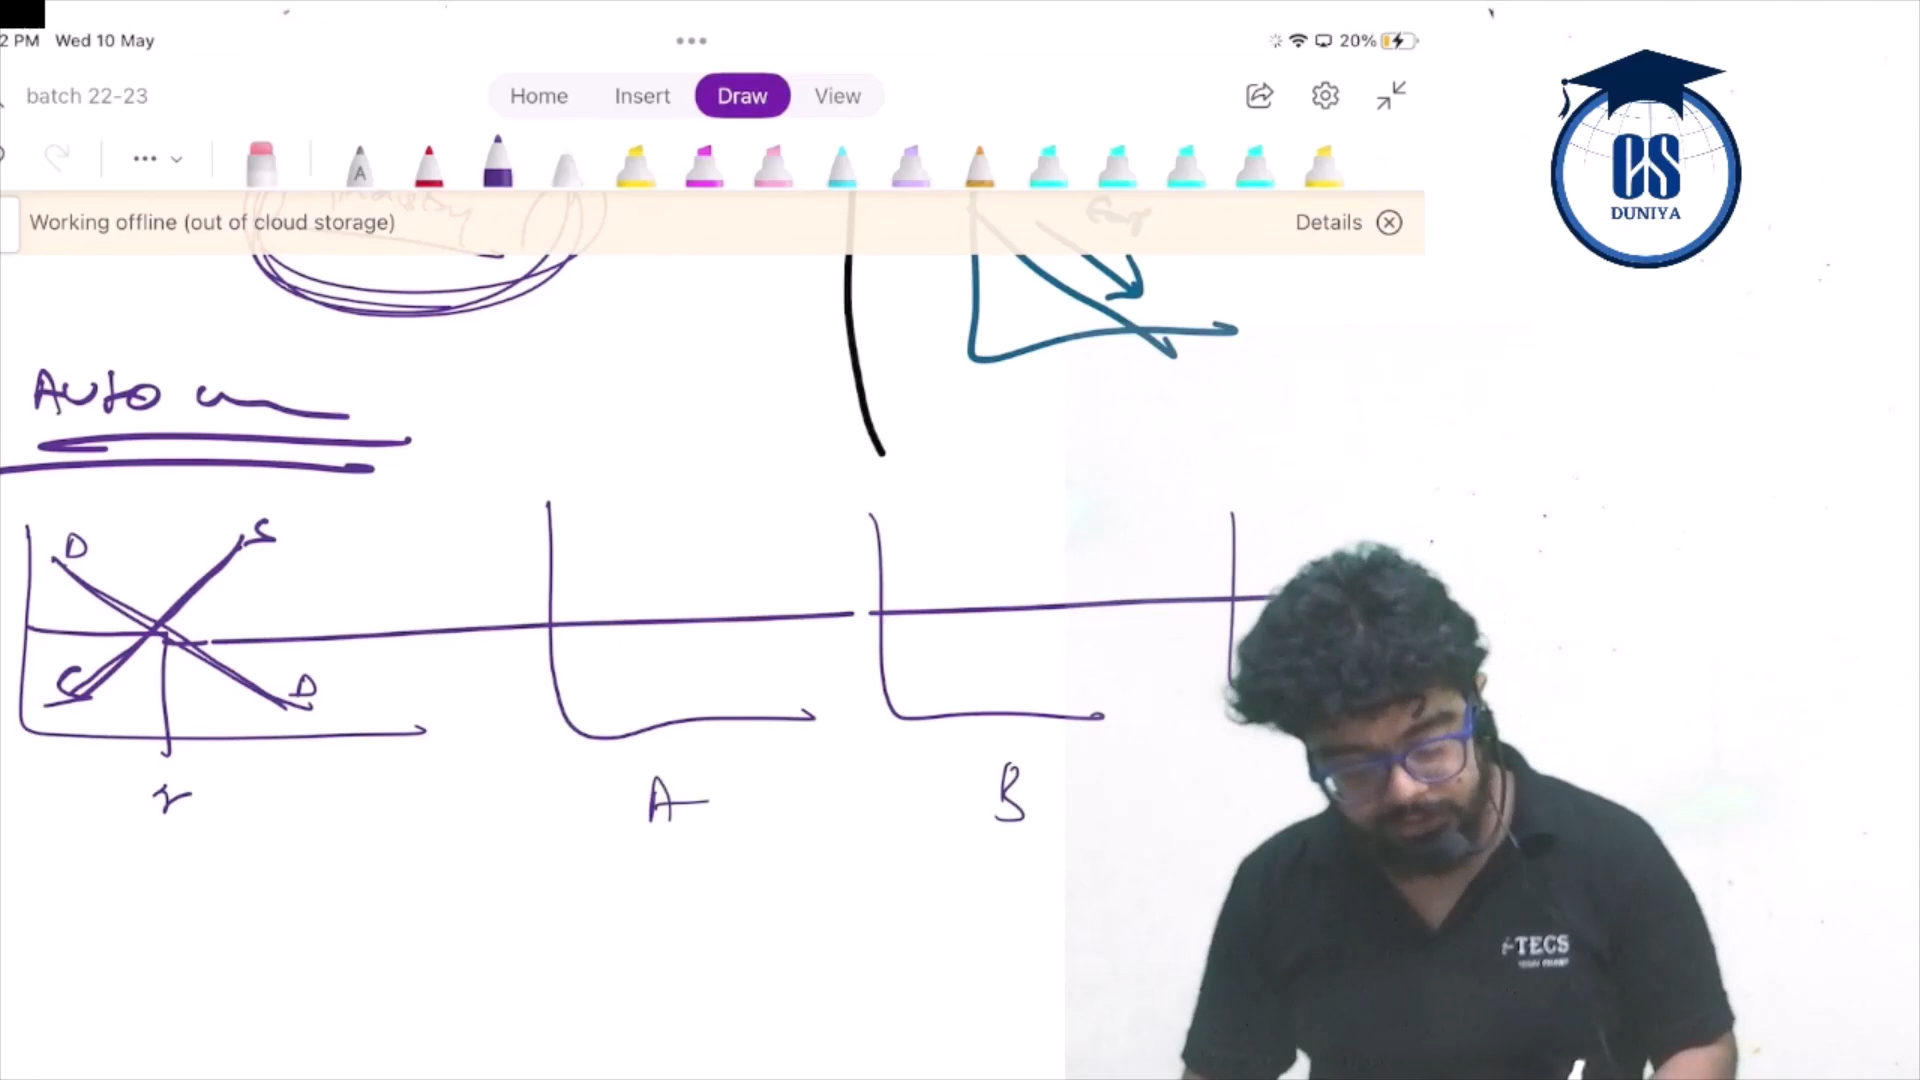 2 PM Wed 10 May
20%
batch 22-23
Home Insert Draw View
A
CS
DUNIYA
Working offline (out of cloud storage)
Details
Auto
D S
D
A B
TECS